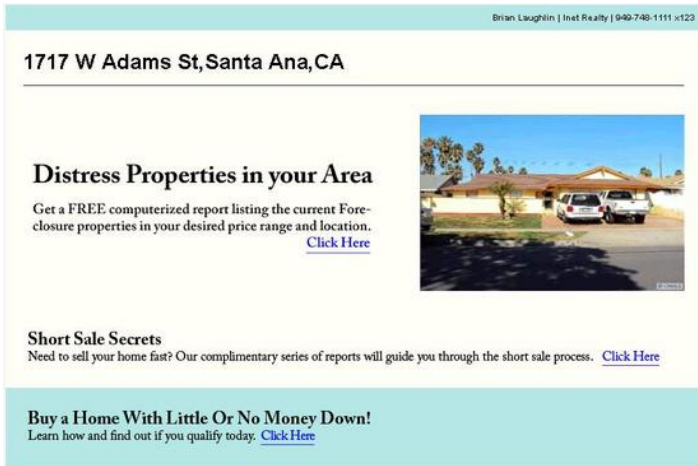 Brian Laughlin | Inet Realty | 949-748-1111 x123
1717 W Adams St,Santa Ana,CA
Distress Properties in your Area
Get a FREE computerized report listing the current Fore-
closure properties in your desired price range and location.
Click Here
Short Sale Secrets
Need to sell your home fast? Our complimentary series of reports will guide you through the short sale process. Click Here
Buy a Home With Little Or No Money Down!
Learn how and find out if you qualify today. Click Here